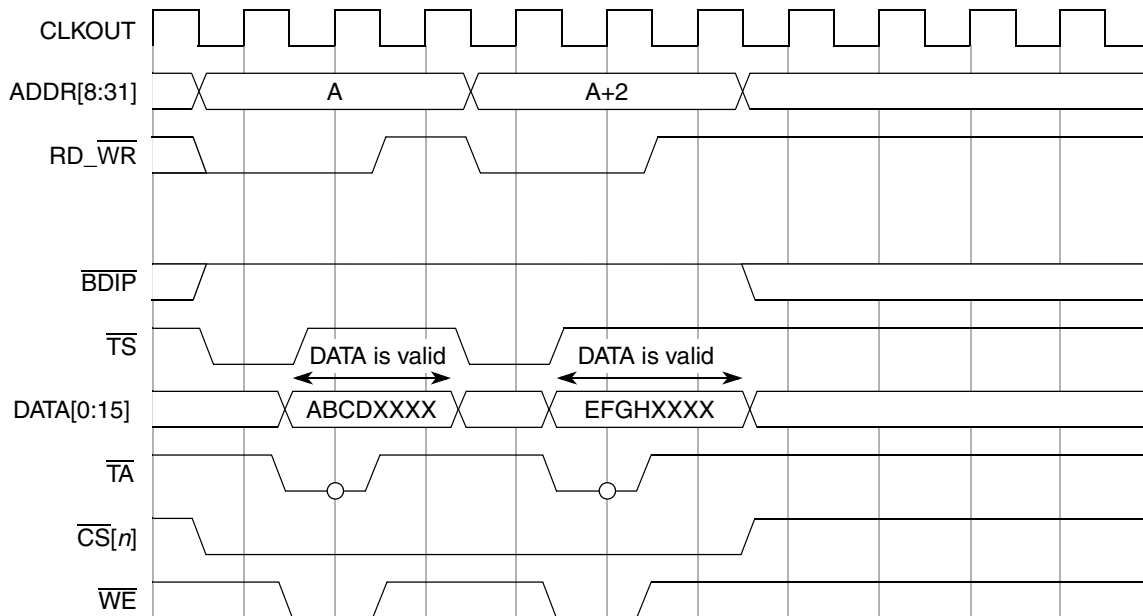 CLKOUT
ADDR[8:31]
A
A+2
RD_WR
BDIP
TS
DATA is valid
DATA is valid
DATA[0:15]
ABCDXXXX
EFGHXXXX
TA
CS[n]
WE